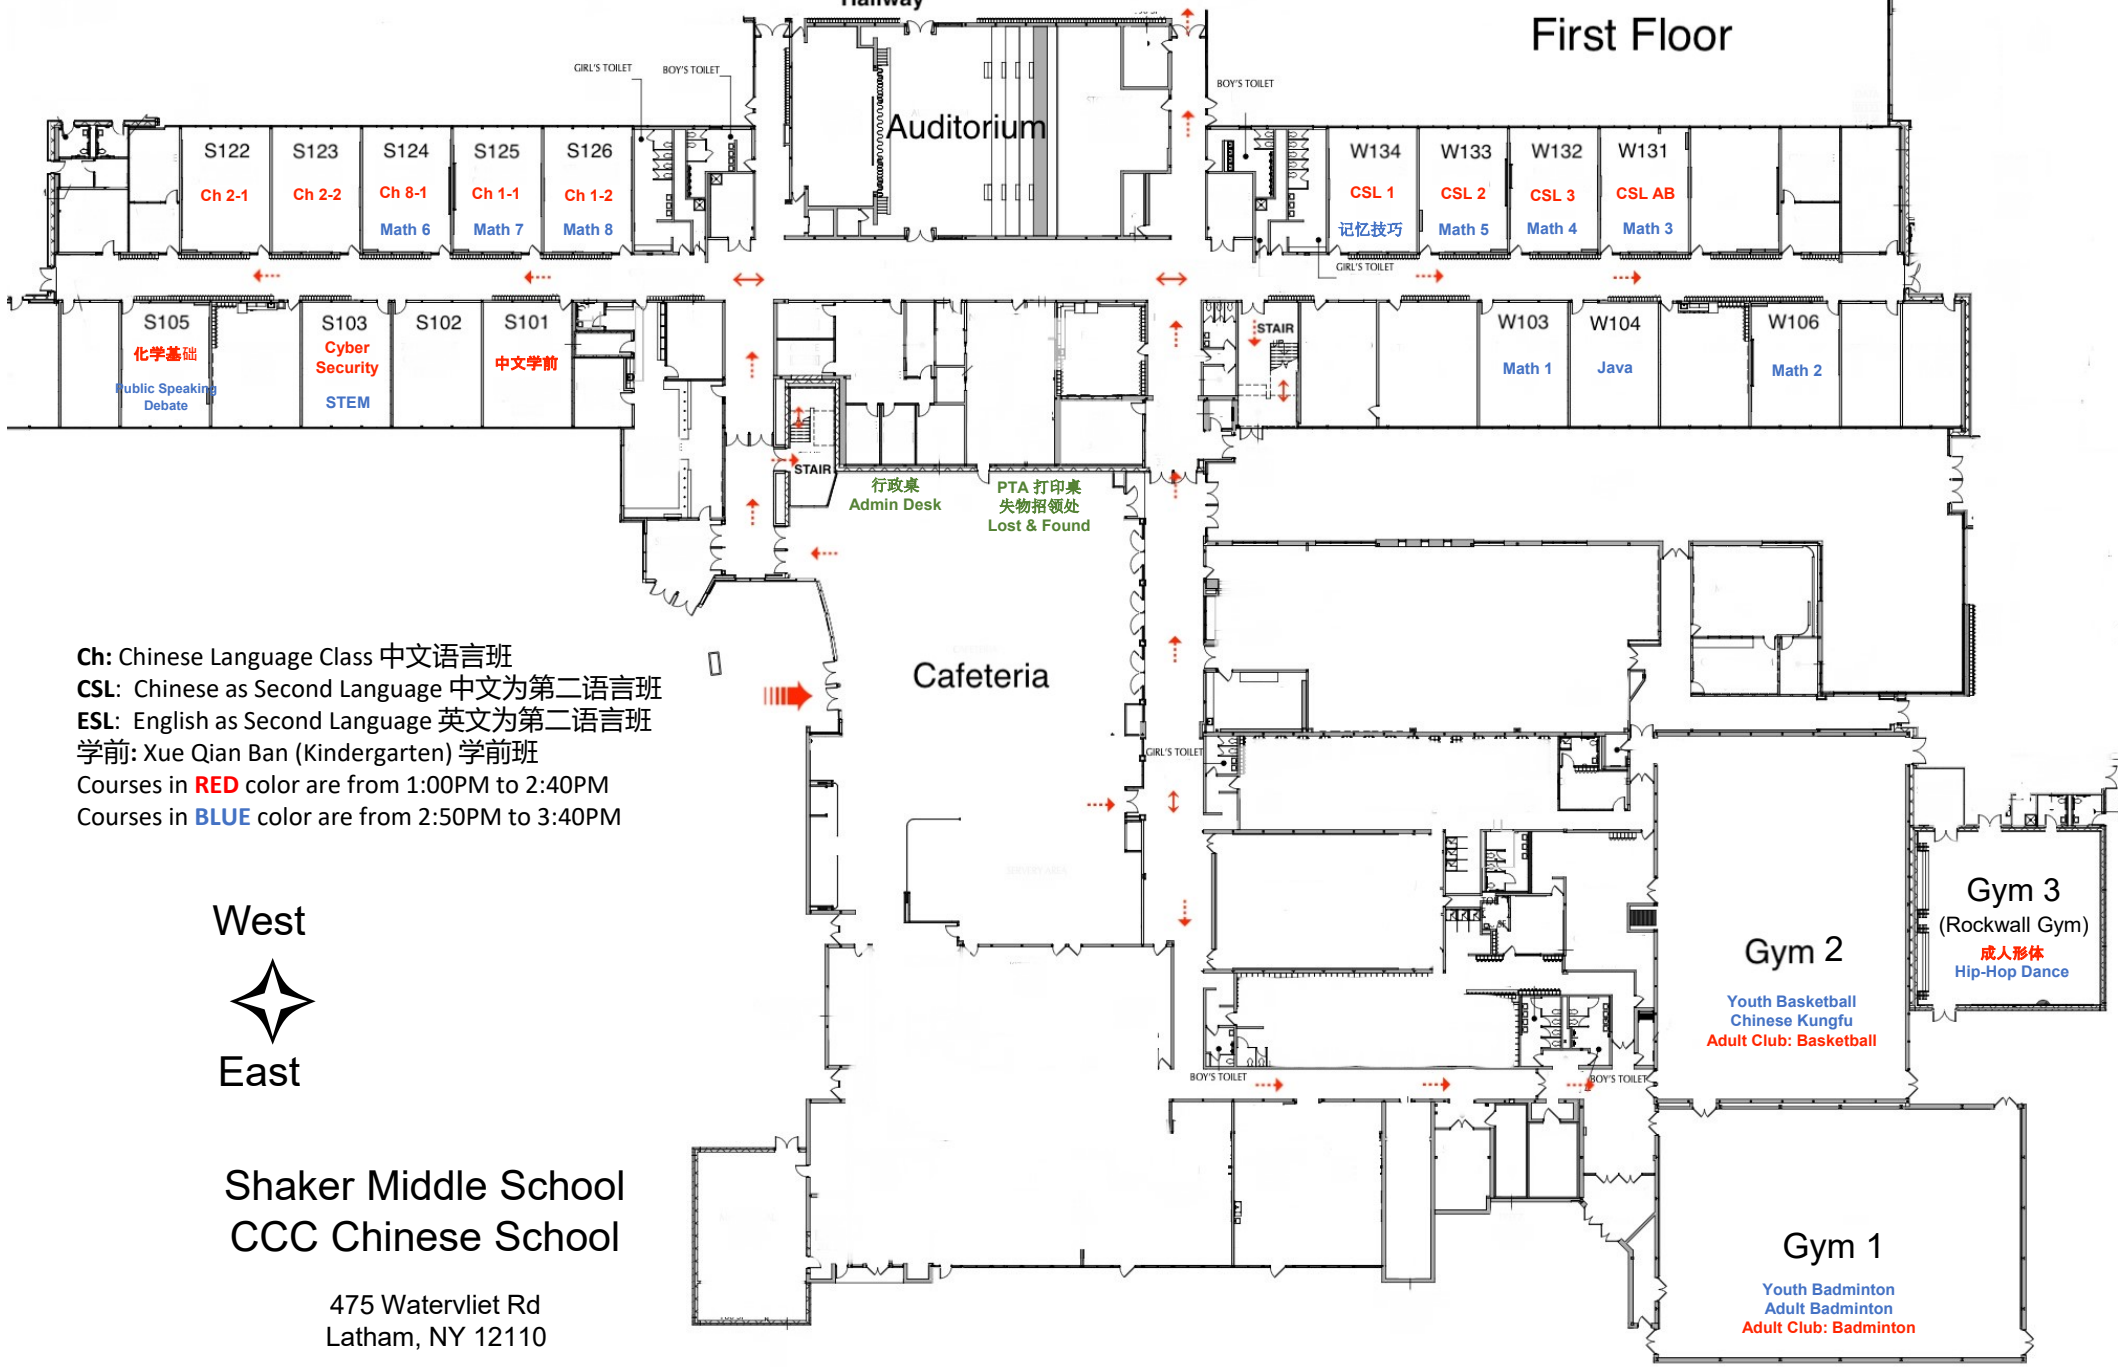 Hallway
First Floor
GIRL'S TOILET
BOY'S TOILET
BOY'S TOILET
Auditorium
S122
Ch 2-1
S123
Ch 2-2
S124
Ch 8-1
Math 6
S125
Ch 1-1
Math 7
S126
Ch 1-2
Math 8
W134
CSL 1
记忆技巧
W133
CSL 2
Math 5
W132
CSL 3
Math 4
W131
CSL AB
Math 3
GIRL'S TOILET
S105
化学基础
Public Speaking
Debate
S103
Cyber
Security
STEM
S102
S101
中文学前
STAIR
STAIR
W103
Math 1
W104
Java
W106
Math 2
行政桌
Admin Desk
PTA 打印桌
失物招领处
Lost & Found
Ch: Chinese Language Class 中文语言班
CSL: Chinese as Second Language 中文为第二语言班
ESL: English as Second Language 英文为第二语言班
学前: Xue Qian Ban (Kindergarten) 学前班
Courses in RED color are from 1:00PM to 2:40PM
Courses in BLUE color are from 2:50PM to 3:40PM
Cafeteria
GIRL'S TOILET
West
East
Gym 3
(Rockwall Gym)
成人形体
Hip-Hop Dance
Gym 2
Youth Basketball
Chinese Kungfu
Adult Club: Basketball
BOY'S TOILET
BOY'S TOILET
Shaker Middle School
CCC Chinese School
475 Watervliet Rd
Latham, NY 12110
Gym 1
Youth Badminton
Adult Badminton
Adult Club: Badminton